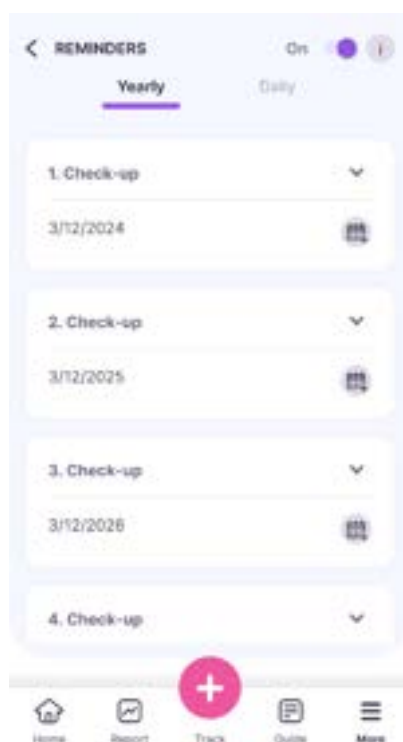 REMINDERS On i
Yearly Daily
1. Check-up
3/12/2024
2. Check-up
3/12/2025
3. Check-up
3/12/2026
4. Check-up
+
Home Report Track Guide More